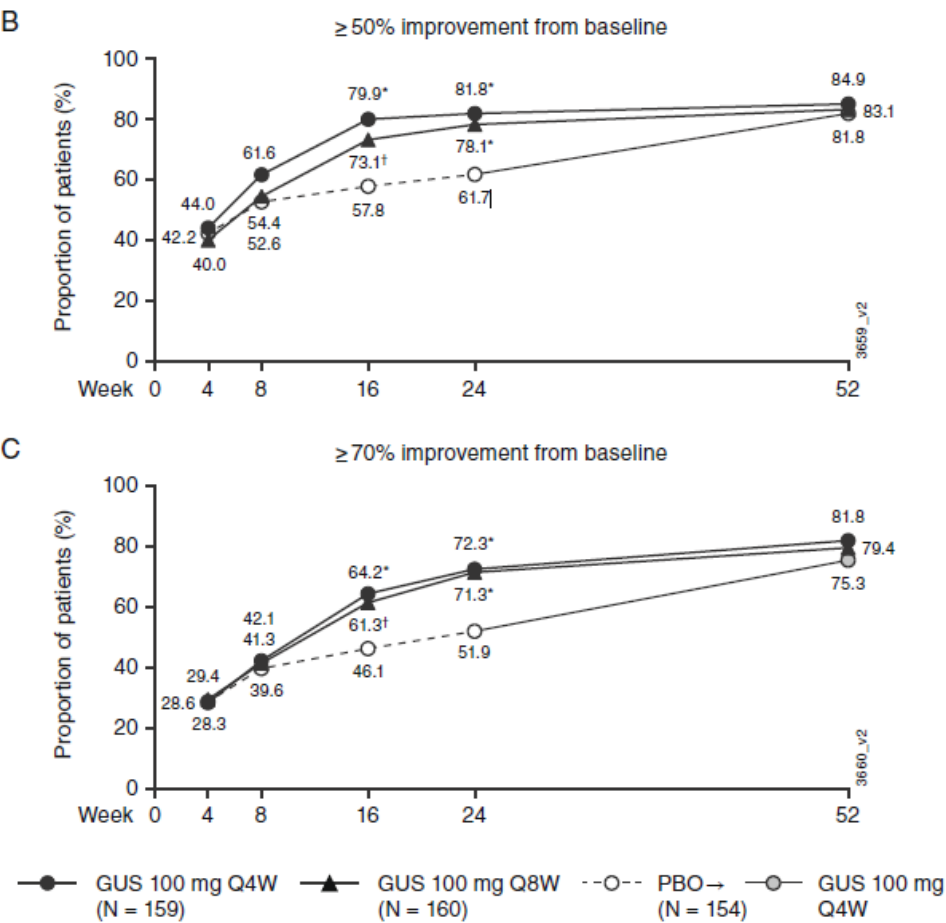 B
≥50% improvement from baseline
Proportion of patients (%)
100
80
60
40
20
0
44.0
42.2
40.0
61.6
54.4
52.6
79.9*
73.1†
57.8
81.8*
78.1*
61.7
84.9
83.1
81.8
3659_v2
Week 0 4 8 16 24 52
C
≥70% improvement from baseline
Proportion of patients (%)
100
80
60
40
20
0
29.4
28.6
28.3
42.1
41.3
39.6
64.2*
61.3†
46.1
72.3*
71.3*
51.9
81.8
79.4
75.3
3660_v2
Week 0 4 8 16 24 52
GUS 100 mg Q4W
(N = 159)
GUS 100 mg Q8W
(N = 160)
PBO→
(N = 154)
GUS 100 mg
Q4W